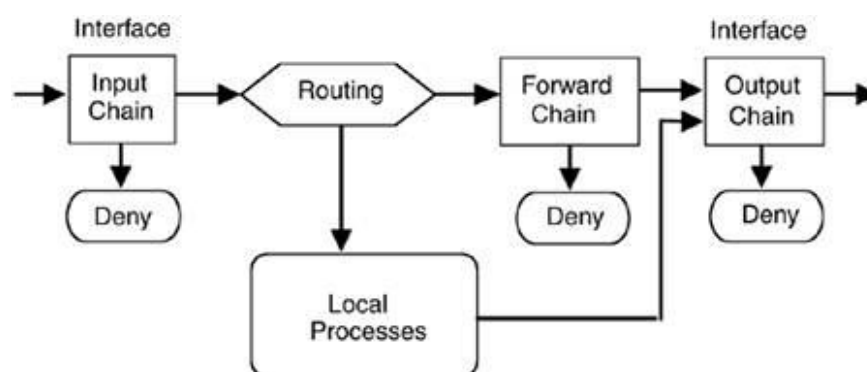 Interface
Interface
Input
Chain
Routing
Forward
Chain
Output
Chain
Deny
Deny
Deny
Local
Processes